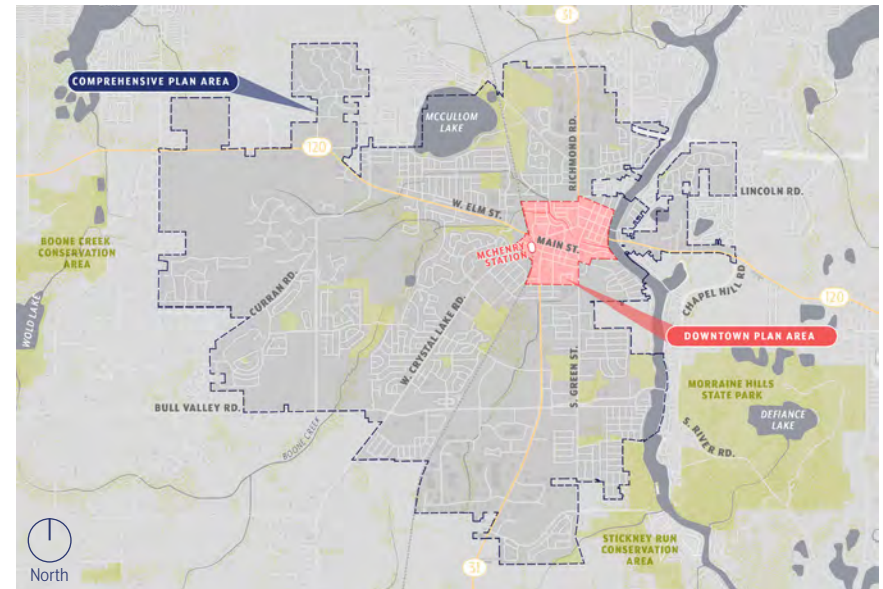 31
COMPREHENSIVE PLAN AREA
MCCULLOM
LAKE
RICHMOND RD.
120
LINCOLN RD.
W. ELM ST.
MAIN ST.
MCHENRY
STATION
BOONE CREEK
CONSERVATION
AREA
CURRAN RD.
CHAPEL HILL RD.
120
WOLD LAKE
W. CRYSTAL LAKE RD.
DOWNTOWN PLAN AREA
S. GREEN ST.
MORRAINE HILLS
STATE PARK
BULL VALLEY RD.
DEFIANCE
LAKE
BOONE CREEK
S. RIVER RD.
STICKNEY RUN
CONSERVATION
AREA
31
North